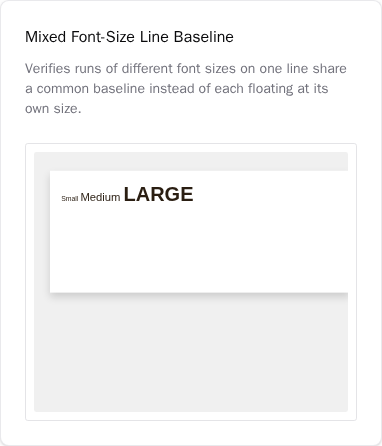 Mixed Font-Size Line Baseline
Verifies runs of different font sizes on one line share
a common baseline instead of each floating at its
own size.
Small Medium LARGE